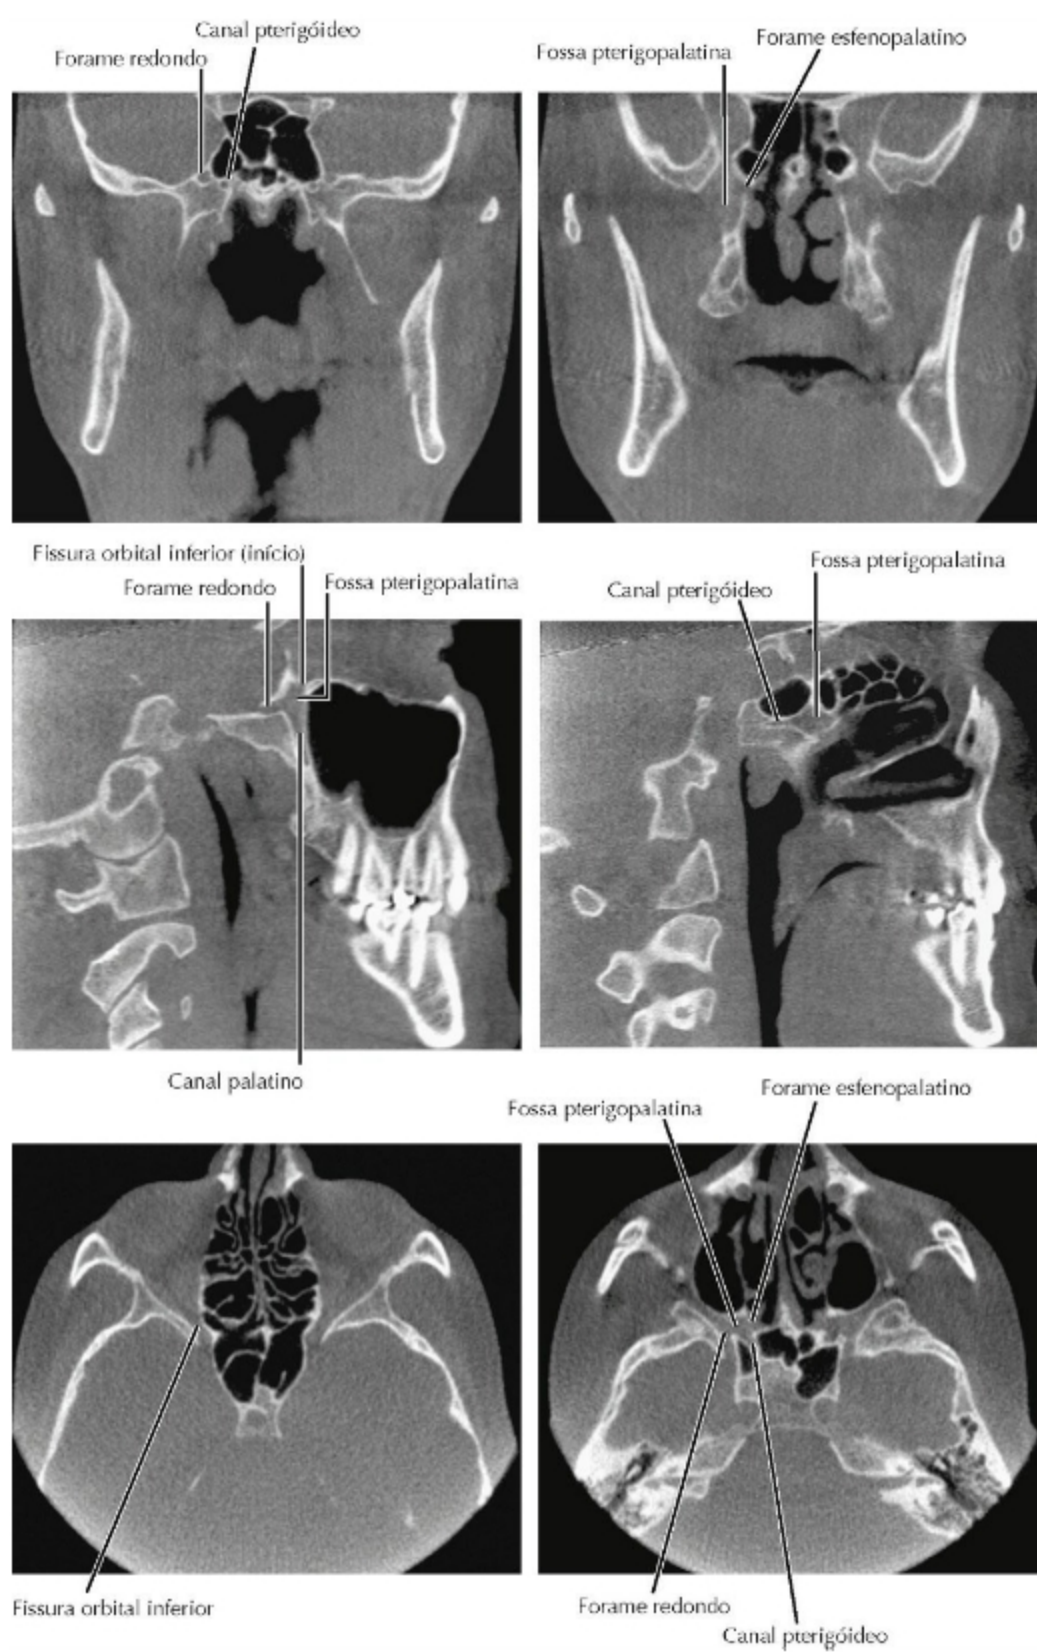 Canal pterigóideo
Forame redondo
Forame esfenopalatino
Fossa pterigopalatina
Fissura orbital inferior (início)
Forame redondo
Fossa pterigopalatina
Fossa pterigopalatina
Canal pterigóideo
Canal palatino
Forame esfenopalatino
Fossa pterigopalatina
Fissura orbital inferior
Forame redondo
Canal pterigóideo